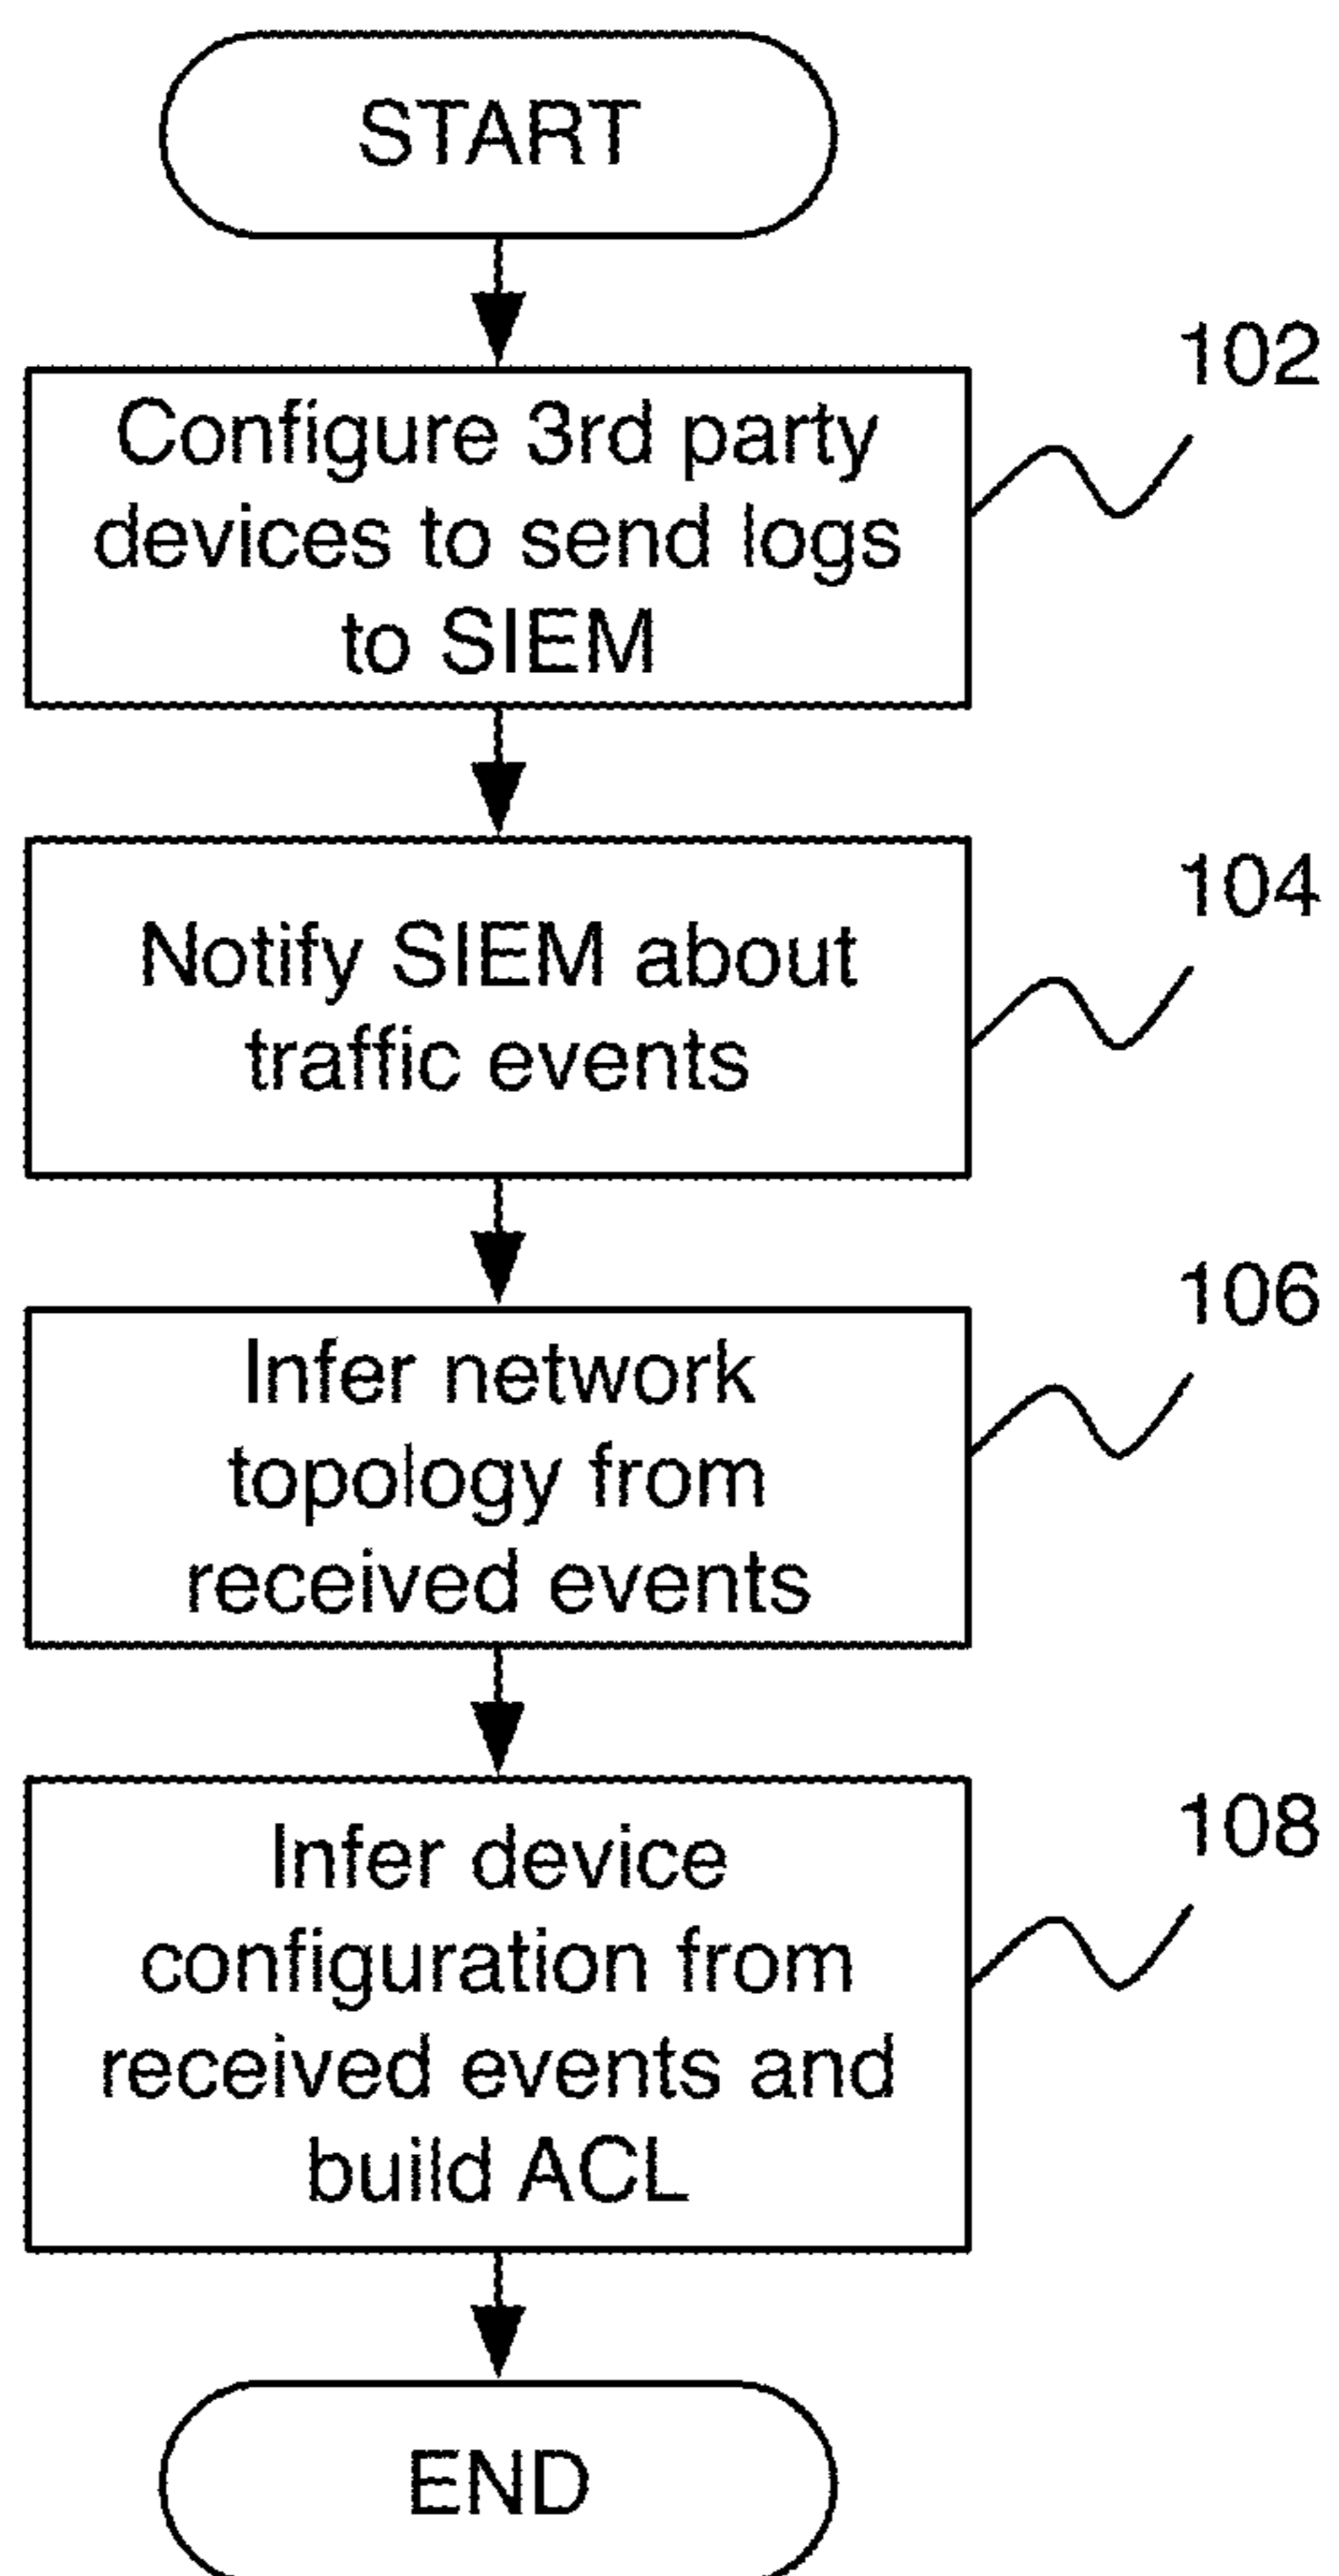 START
102
Configure 3rd party
devices to send logs
to SIEM
104
Notify SIEM about
traffic events
106
Infer network
topology from
received events
108
Infer device
configuration from
received events and
build ACL
END